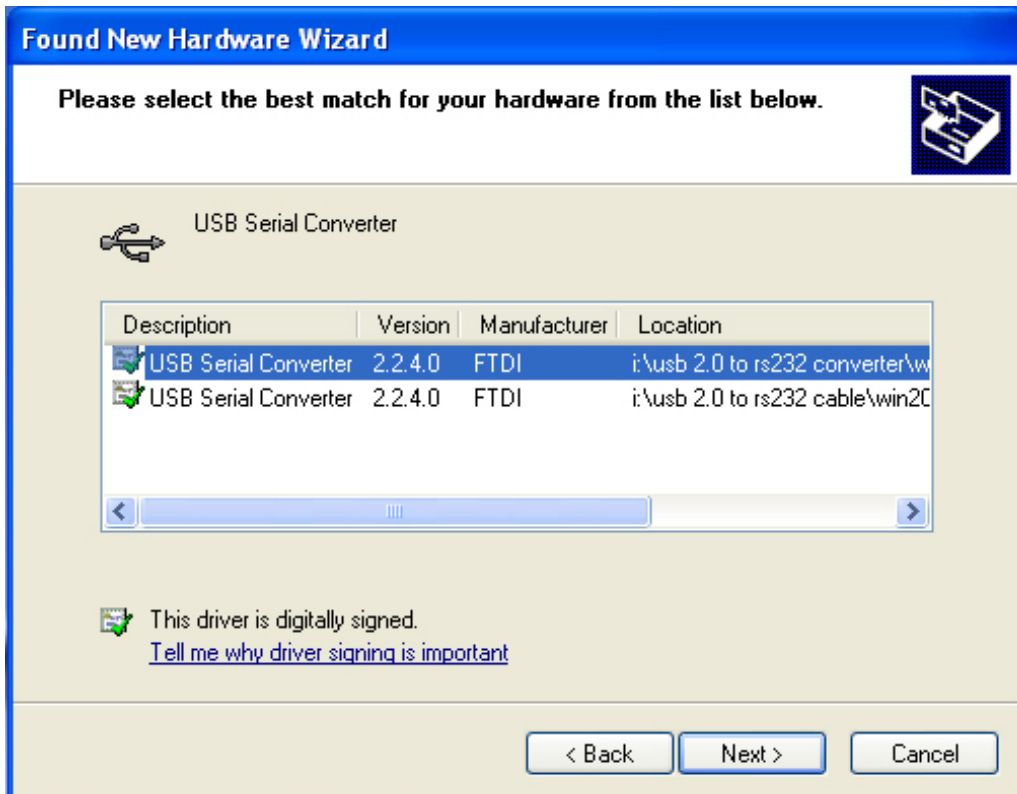 Found New Hardware Wizard
Please select the best match for your hardware from the list below.
USB Serial Converter
Description Version Manufacturer Location
USB Serial Converter 2.2.4.0 FTDI i:\usb 2.0 to rs232 converter\w
USB Serial Converter 2.2.4.0 FTDI i:\usb 2.0 to rs232 cable\win20
This driver is digitally signed.
Tell me why driver signing is important
< Back Next > Cancel